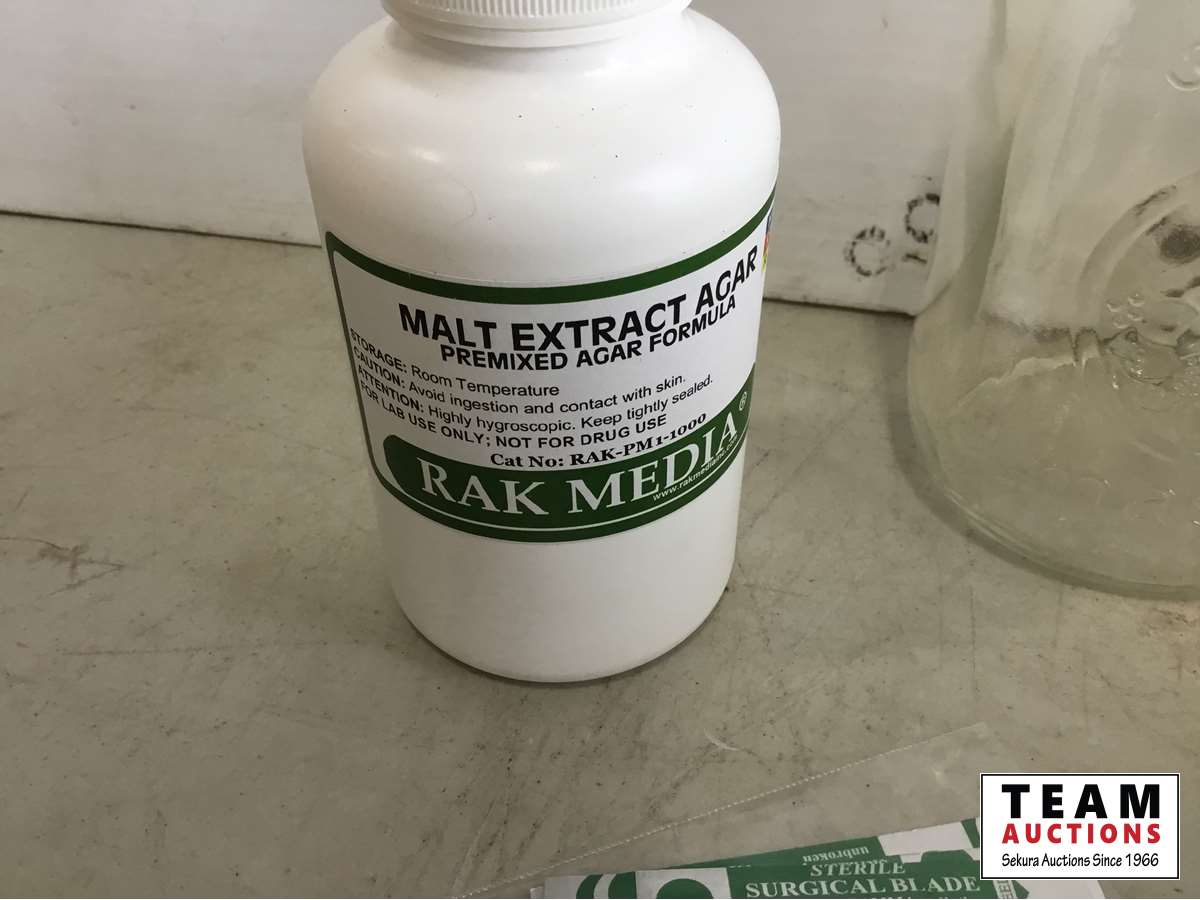 MALT EXTRACT AGAR
PREMIXED AGAR FORMULA
STORAGE: Room Temperature
CAUTION: Avoid ingestion and contact with skin.
ATTENTION: Highly hygroscopic. Keep tightly sealed.
FOR LAB USE ONLY; NOT FOR DRUG USE
Cat No: RAK-PM1-1000
RAK MEDIA®
unbroken
STERILE
SURGICAL BLADE
TEAM
AUCTIONS
Sekura Auctions Since 1966